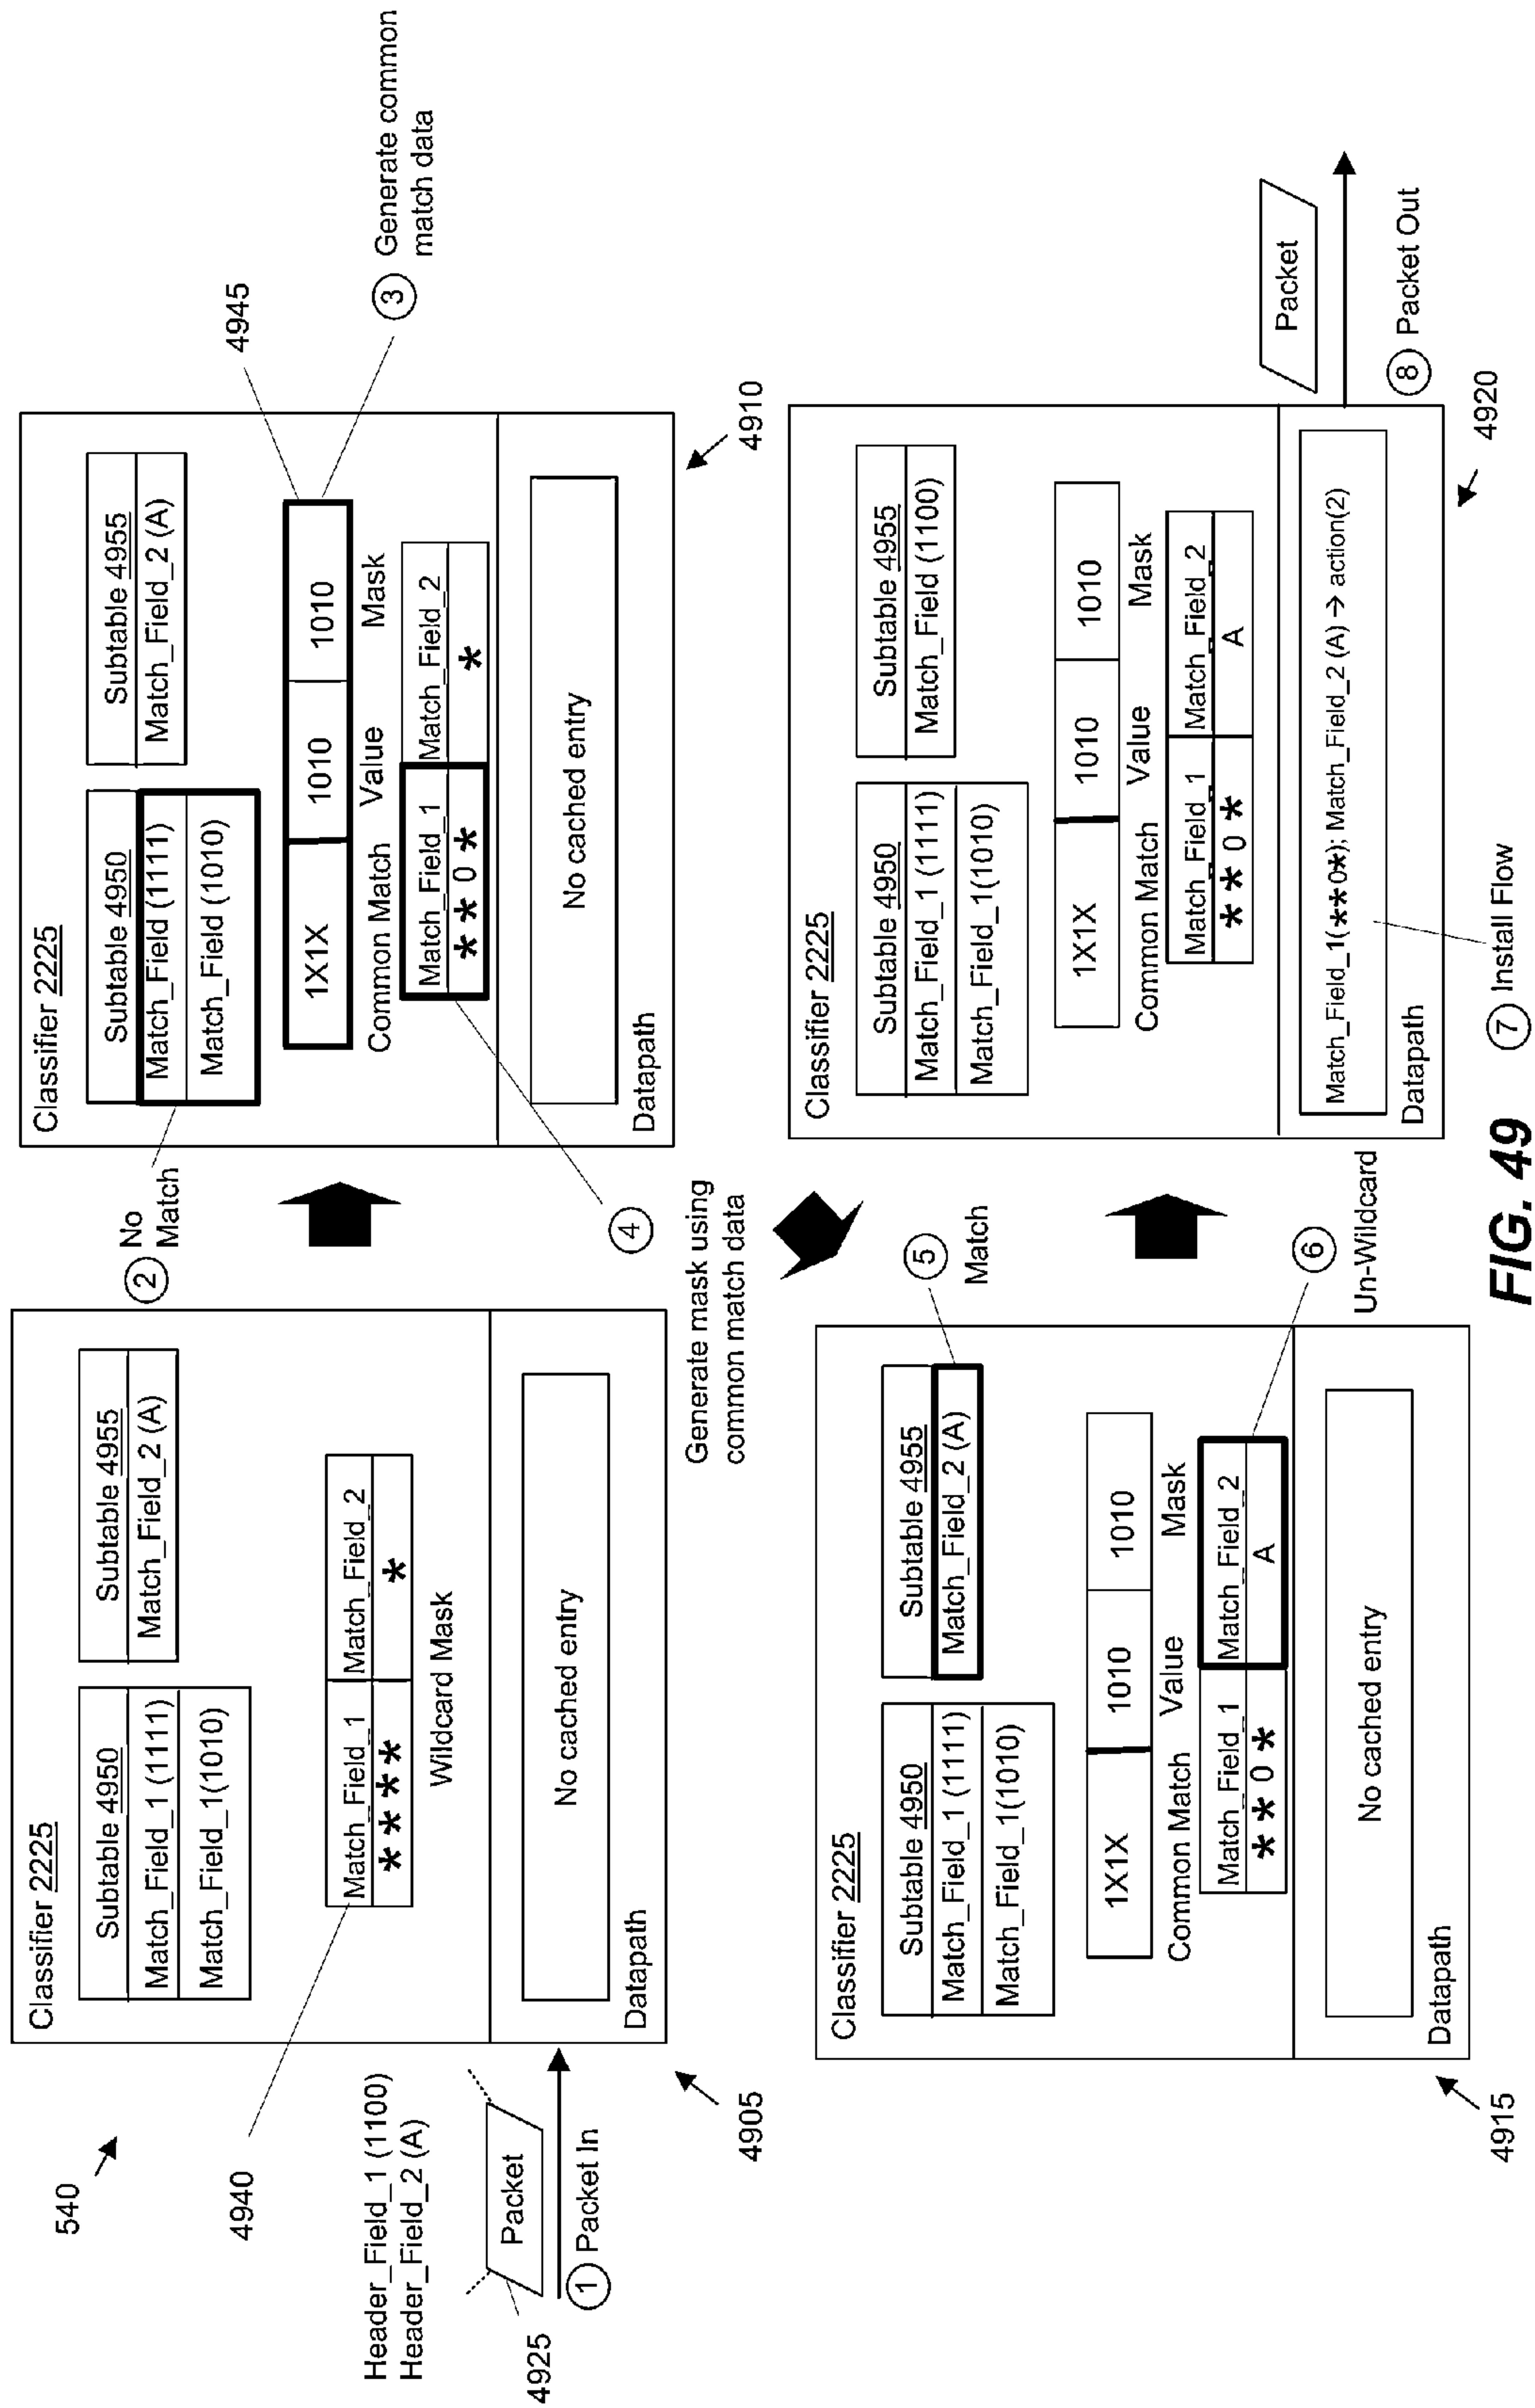 540
Classifier 2225
Subtable 4950
Match_Field_1 (1111)
Match_Field_1(1010)
Subtable 4955
Match_Field_2 (A)
4940
Match_Field_1
Match_Field_2
* * * *
*
Wildcard Mask
No cached entry
Datapath
Header_Field_1 (1100)
Header_Field_2 (A)
Packet
4925
1 Packet In
4905
2 No
Match
Classifier 2225
Subtable 4950
Match_Field (1111)
Match_Field (1010)
Subtable 4955
Match_Field_2 (A)
4945
1X1X
1010
1010
Common Match
Value
Mask
3 Generate common
match data
Match_Field_1
Match_Field_2
* * 0 *
*
No cached entry
Datapath
4910
4
Generate mask using
common match data
Classifier 2225
Subtable 4950
Match_Field_1 (1111)
Match_Field_1(1010)
Subtable 4955
Match_Field_2 (A)
5
Match
1X1X
1010
1010
Common Match
Value
Mask
Match_Field_1
Match_Field_2
* * 0 *
A
6
Un-Wildcard
No cached entry
Datapath
4915
Classifier 2225
Subtable 4950
Match_Field_1 (1111)
Match_Field_1(1010)
Subtable 4955
Match_Field (1100)
1X1X
1010
1010
Common Match
Value
Mask
Match_Field_1
Match_Field_2
* * 0 *
A
Match_Field_1(**0*); Match_Field_2 (A) → action(2)
Datapath
Packet
8 Packet Out
4920
7 Install Flow
FIG. 49